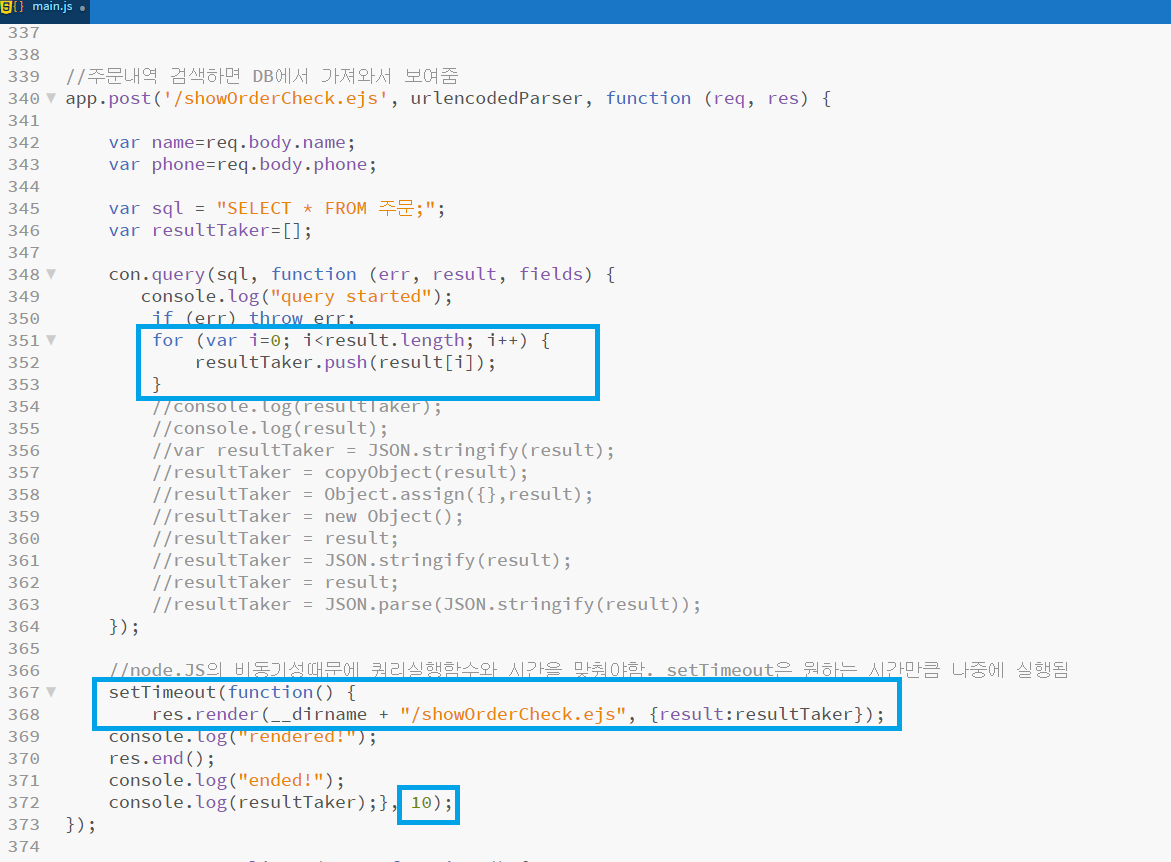 main.js
337
338
339 //주문내역 검색하면 DB에서 가져와서 보여줌
340 app.post('/showOrderCheck.ejs', urlencodedParser, function (req, res) {
341
342 var name=req.body.name;
343 var phone=req.body.phone;
344
345 var sql = "SELECT * FROM 주문;";
346 var resultTaker=[];
347
348 con.query(sql, function (err, result, fields) {
349 console.log("query started");
350 if (err) throw err;
351 for (var i=0; i<result.length; i++) {
352 resultTaker.push(result[i]);
353 }
354 //console.log(resultTaker);
355 //console.log(result);
356 //var resultTaker = JSON.stringify(result);
357 //resultTaker = copyObject(result);
358 //resultTaker = Object.assign({},result);
359 //resultTaker = new Object();
360 //resultTaker = result;
361 //resultTaker = JSON.stringify(result);
362 //resultTaker = result;
363 //resultTaker = JSON.parse(JSON.stringify(result));
364 });
365
366 //node.JS의 비동기성때문에 쿼리실행함수와 시간을 맞춰야함. setTimeout은 원하는 시간만큼 나중에 실행됨
367 setTimeout(function() {
368 res.render(__dirname + "/showOrderCheck.ejs", {result:resultTaker});
369 console.log("rendered!");
370 res.end();
371 console.log("ended!");
372 console.log(resultTaker);}, 10);
373 });
374